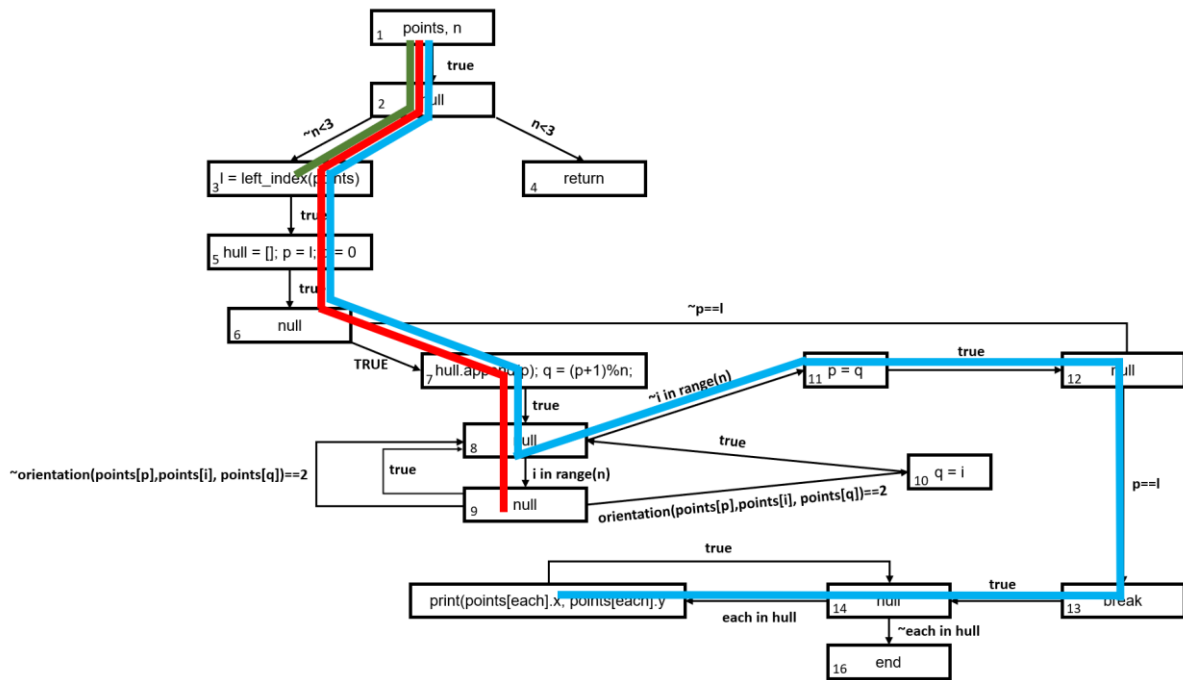 points, n
1
true
null
2
~n<3
n<3
l = left_index(points)
3
return
4
true
hull = []; p = l; = 0
5
true
null
6
~p==l
TRUE
hull.append(p); q = (p+1)%n;
7
p = q
11
true
null
12
true
~i in range(n)
null
8
true
~orientation(points[p],points[i], points[q])==2
true
i in range(n)
q = i
10
null
9
orientation(points[p],points[i], points[q])==2
p==l
true
print(points[each].x, points[each].y
each in hull
null
14
true
break
13
~each in hull
end
16